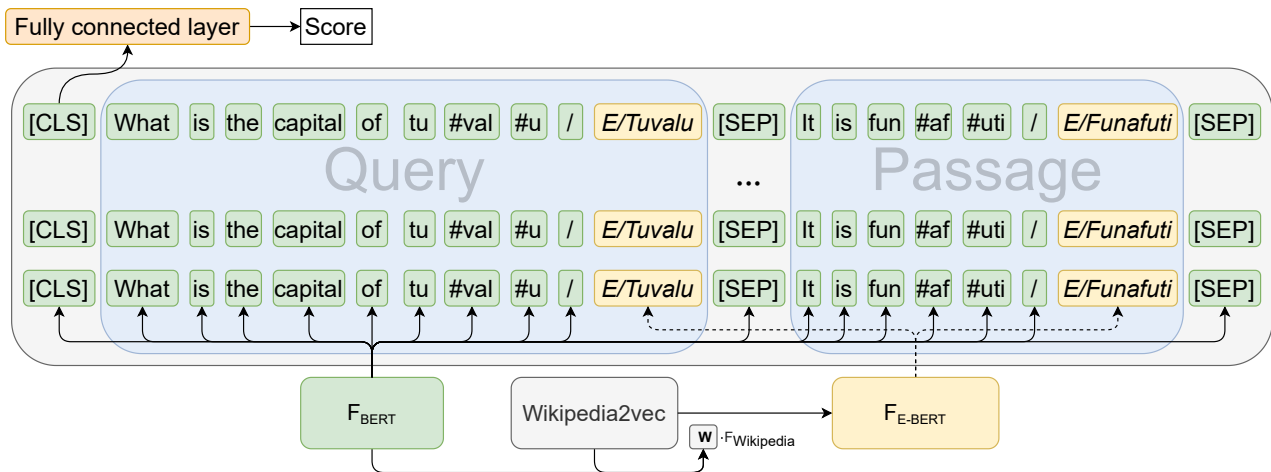 Fully connected layer Score
[CLS] What is the capital of tu #val #u / E/Tuvalu [SEP] It is fun #af #uti / E/Funafuti [SEP]
Query ... Passage
[CLS] What is the capital of tu #val #u / E/Tuvalu [SEP] It is fun #af #uti / E/Funafuti [SEP]
[CLS] What is the capital of tu #val #u / E/Tuvalu [SEP] It is fun #af #uti / E/Funafuti [SEP]
F_BERT Wikipedia2vec F_E-BERT
W ·F_Wikipedia